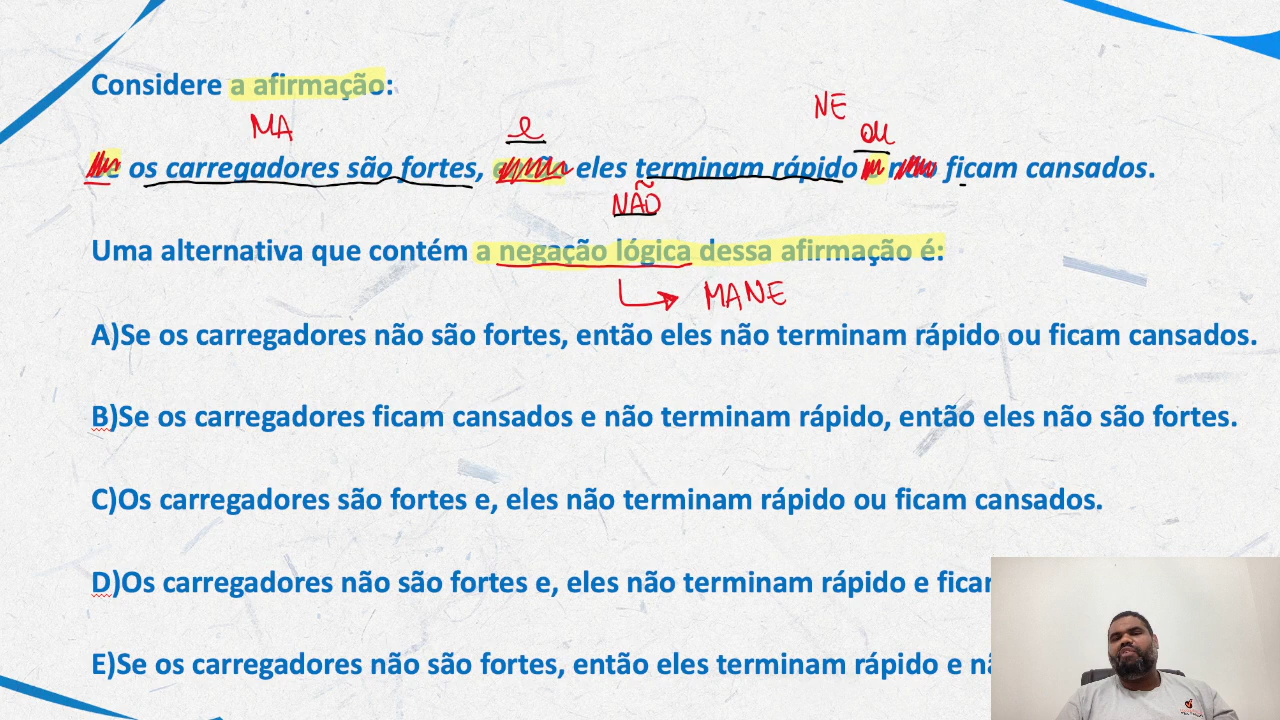 Considere a afirmação:
MA e NE ou
os carregadores são fortes, eles terminam rápido ficam cansados.
NÃO
Uma alternativa que contém a negação lógica dessa afirmação é:
MANE
A)Se os carregadores não são fortes, então eles não terminam rápido ou ficam cansados.
B)Se os carregadores ficam cansados e não terminam rápido, então eles não são fortes.
C)Os carregadores são fortes e, eles não terminam rápido ou ficam cansados.
D)Os carregadores não são fortes e, eles não terminam rápido e
E)Se os carregadores não são fortes, então eles terminam rápido e